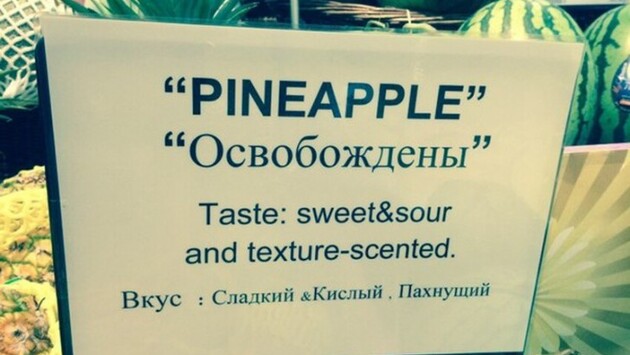 “PINEAPPLE”
“Освобождены”
Taste: sweet&sour
and texture-scented.
Вкус : Сладкий &Кислый , Пахнущий